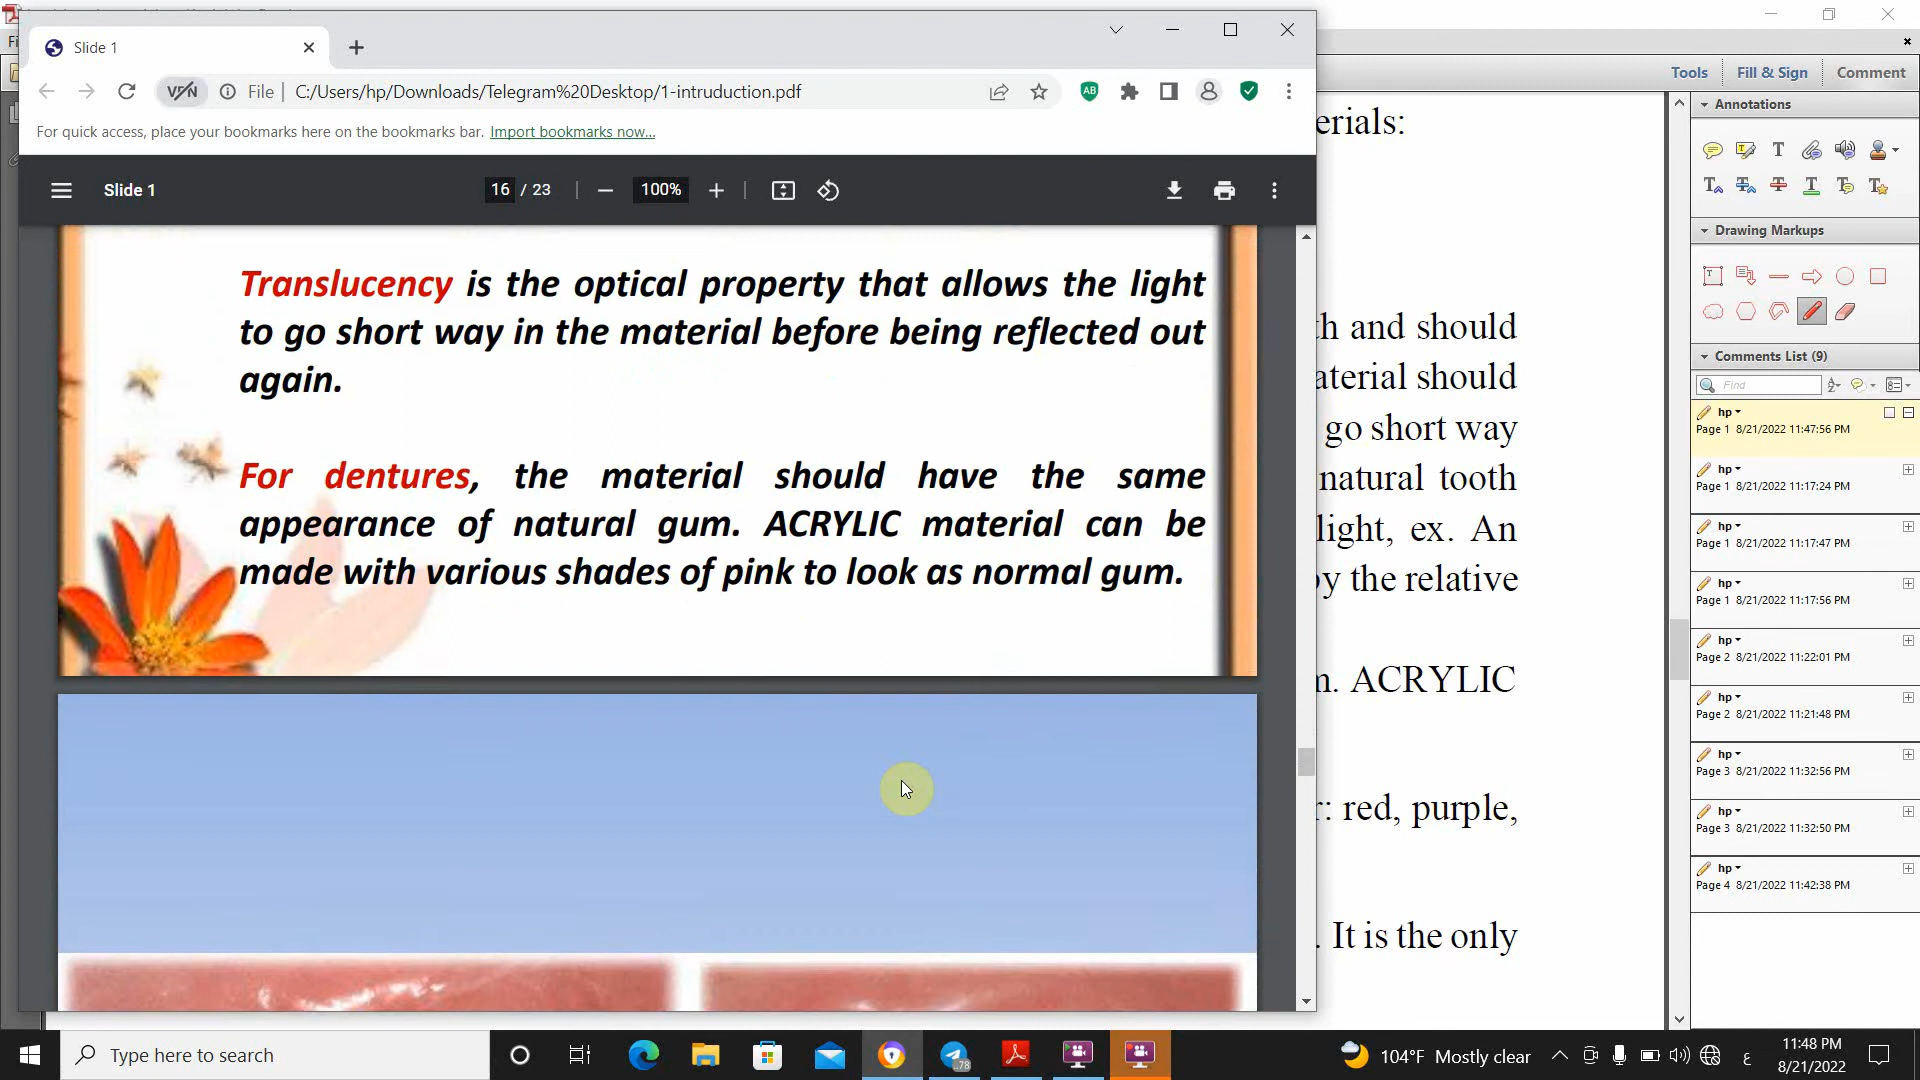 Slide 1
File
C:/Users/hp/Downloads/Telegram%20Desktop/1-intruduction.pdf
For quick access, place your bookmarks here on the bookmarks bar. Import bookmarks now...
Slide 1
16 / 23
100%
Translucency is the optical property that allows the light
to go short way in the material before being reflected out
again.
For dentures, the material should have the same
appearance of natural gum. ACRYLIC material can be
made with various shades of pink to look as normal gum.
erials:
th and should
aterial should
go short way
natural tooth
light, ex. An
by the relative
m. ACRYLIC
r: red, purple,
. It is the only
Tools
Fill & Sign
Comment
Annotations
Drawing Markups
Comments List (9)
Find
hp
Page 1 8/21/2022 11:47:56 PM
hp
Page 1 8/21/2022 11:17:24 PM
hp
Page 1 8/21/2022 11:17:47 PM
hp
Page 1 8/21/2022 11:17:56 PM
hp
Page 2 8/21/2022 11:22:01 PM
hp
Page 2 8/21/2022 11:21:48 PM
hp
Page 3 8/21/2022 11:32:56 PM
hp
Page 3 8/21/2022 11:32:50 PM
hp
Page 4 8/21/2022 11:42:38 PM
Type here to search
78
104°F Mostly clear
ع
11:48 PM
8/21/2022